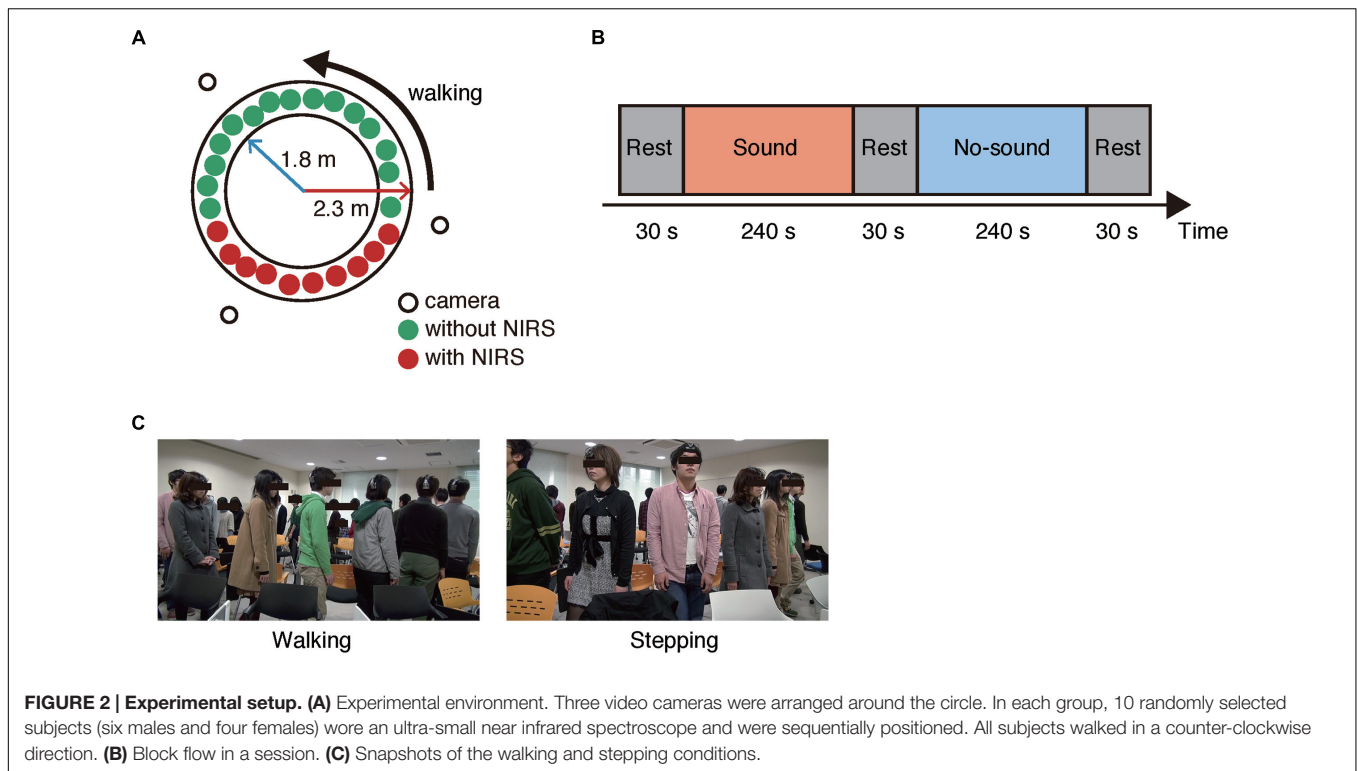 A
walking
1.8 m
2.3 m
camera
without NIRS
with NIRS
B
Rest
Sound
Rest
No-sound
Rest
30 s
240 s
30 s
240 s
30 s
Time
C
Walking
Stepping
FIGURE 2 | Experimental setup. (A) Experimental environment. Three video cameras were arranged around the circle. In each group, 10 randomly selected
subjects (six males and four females) wore an ultra-small near infrared spectroscope and were sequentially positioned. All subjects walked in a counter-clockwise
direction. (B) Block flow in a session. (C) Snapshots of the walking and stepping conditions.